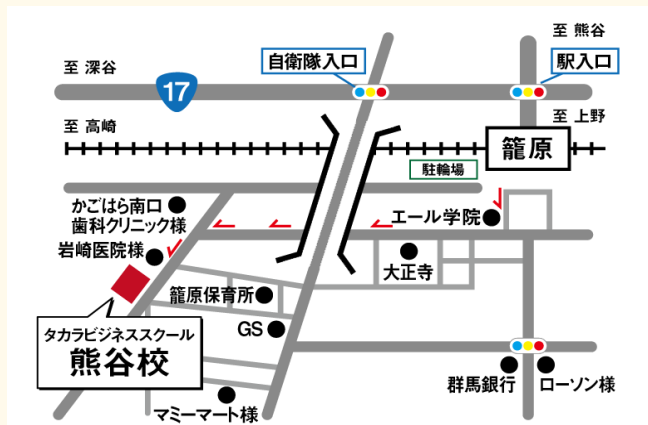 至 熊谷
自衛隊入口
駅入口
至 深谷
17
至 高崎
至 上野
籠原
駐輪場
かごはら南口
歯科クリニック様
エール学院
岩崎医院様
大正寺
籠原保育所
タカラビジネススクール
熊谷校
GS
群馬銀行
ローソン様
マミーマート様